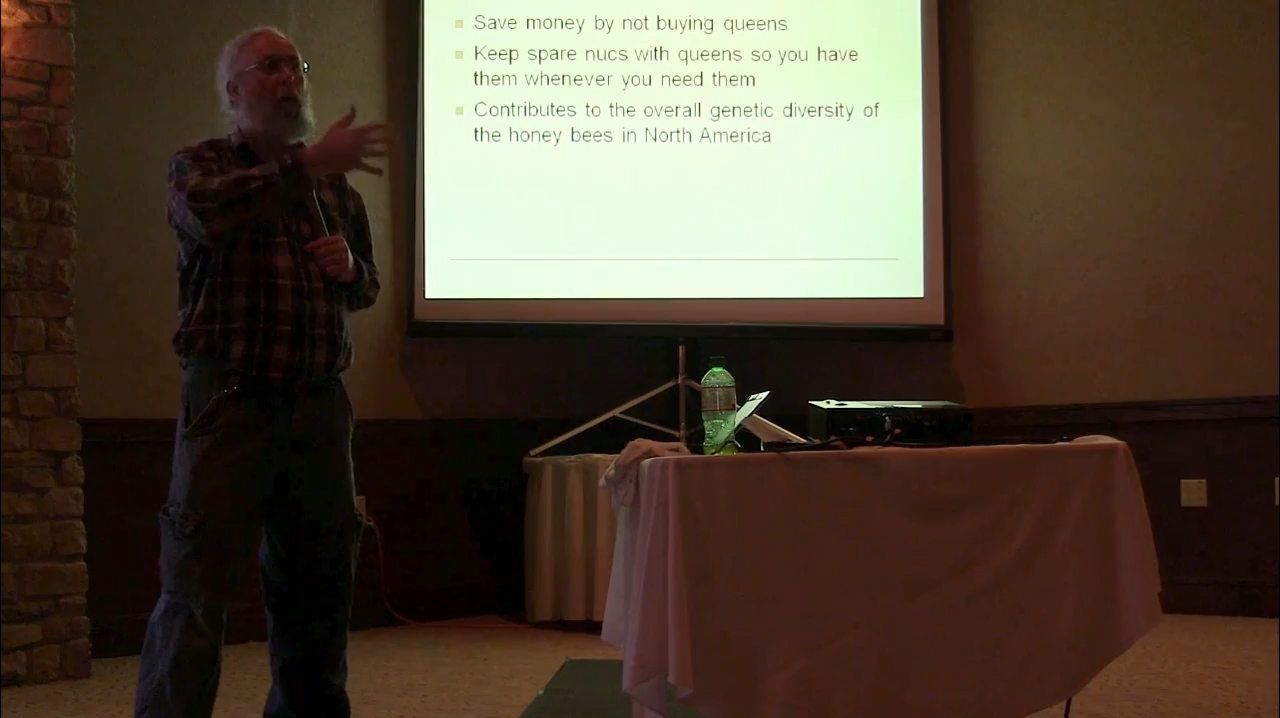 Save money by not buying queens
Keep spare nucs with queens so you have
them whenever you need them
Contributes to the overall genetic diversity of
the honey bees in North America